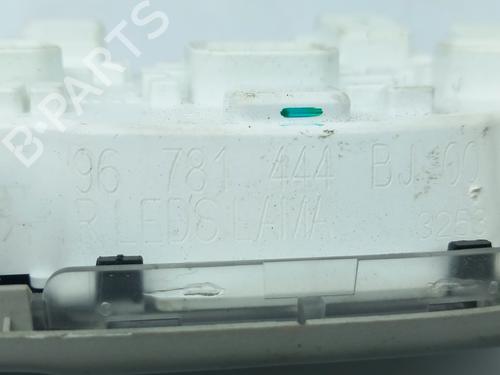 B-PARTS
96 781 444 BJ 00
R LEDS LAMA
3253